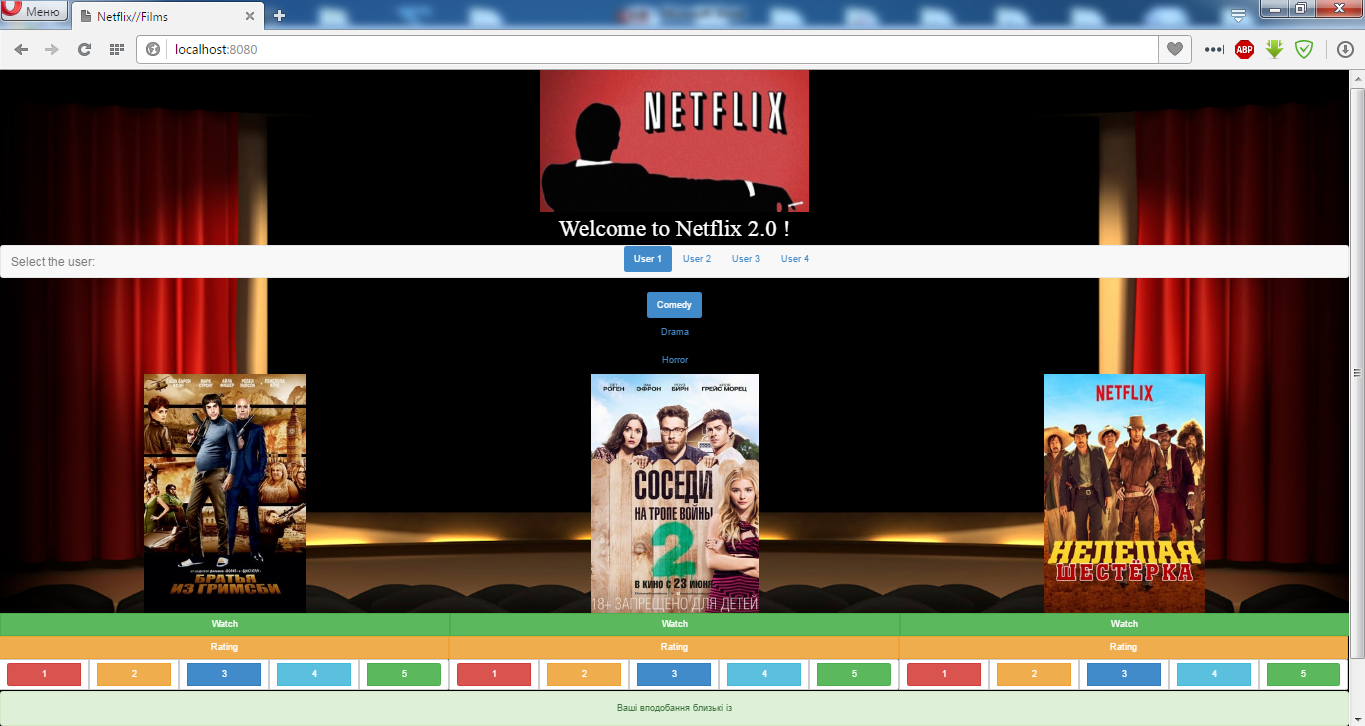 Меню
Netflix//Films
localhost:8080
ABP
NETFLIX
Welcome to Netflix 2.0 !
Select the user:
User 1 User 2 User 3 User 4
Comedy
Drama
Horror
БРАТЬЯ
ИЗ ГРИМСБИ
РОГЕН ЭФРОН БИРН ГРЕЙС МОРЕЦ
СОСЕДИ
НА ТРОПЕ ВОЙНЫ
2
В КИНО С 23 ИЮНЯ
18+ ЗАПРЕЩЕНО ДЛЯ ДЕТЕЙ
NETFLIX
НЕЛЕПАЯ
ШЕСТЁРКА
Watch Watch Watch
Rating Rating Rating
1 2 3 4 5 1 2 3 4 5 1 2 3 4 5
Ваші вподобання близькі із